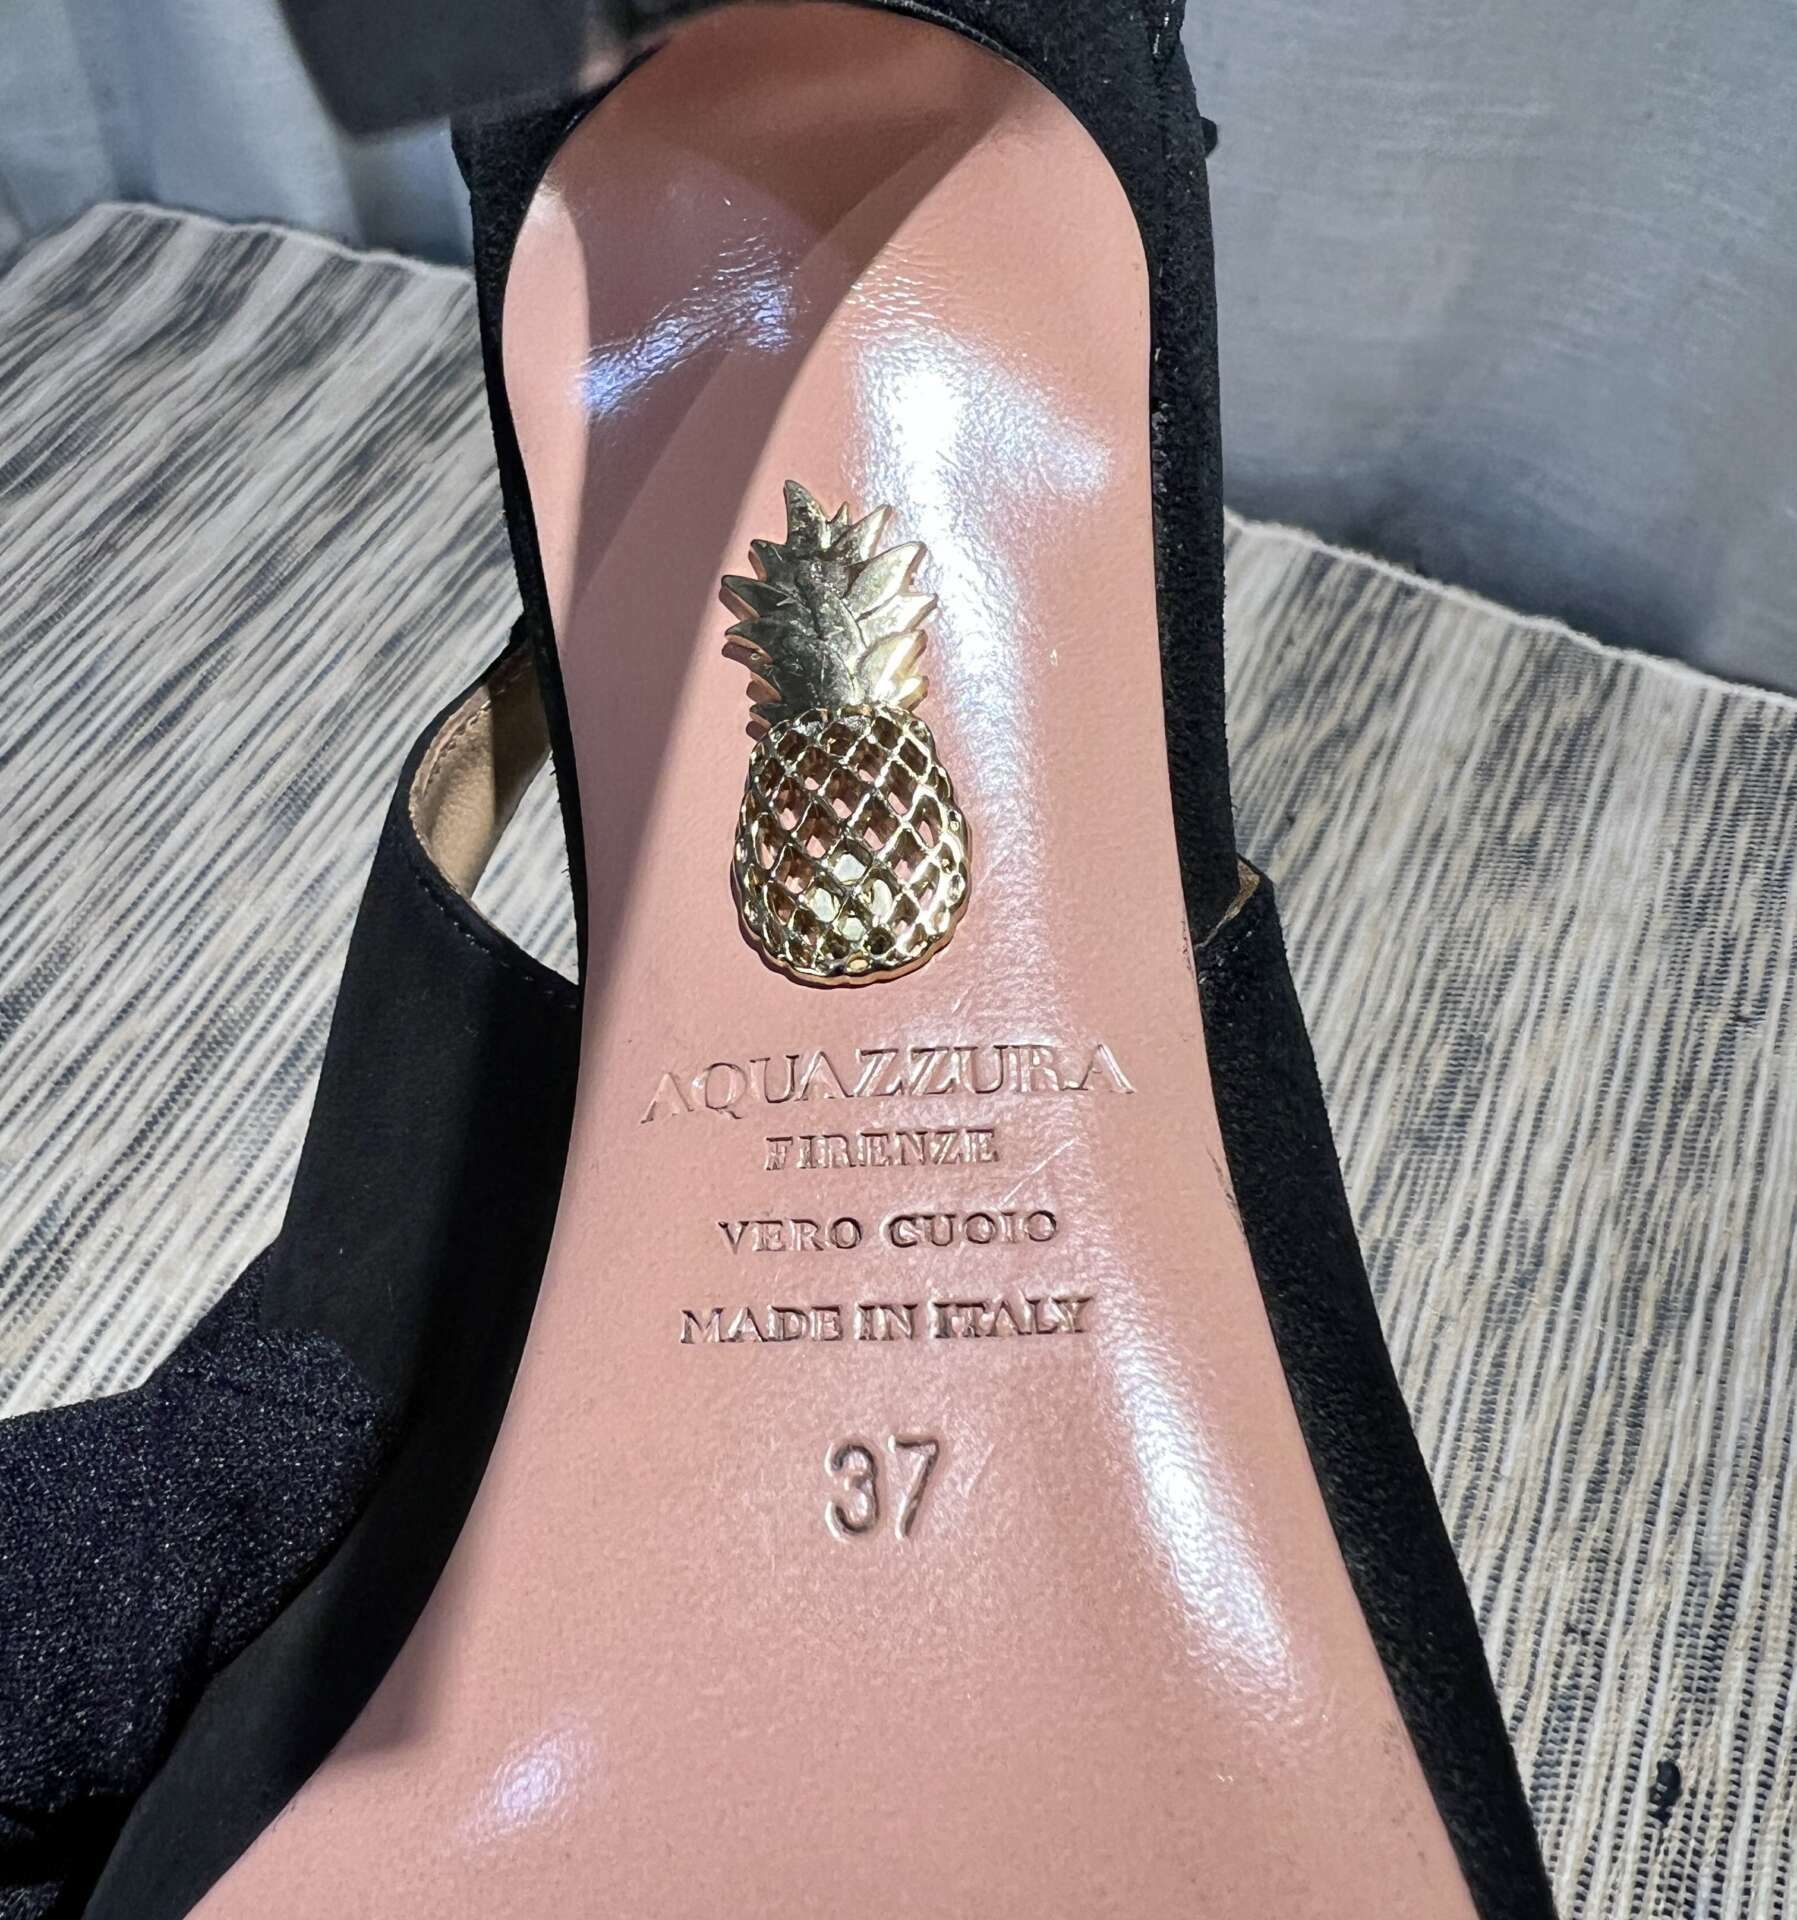 AQUAZZURA
FIRENZE
VERO CUOIO
MADE IN ITALY
37